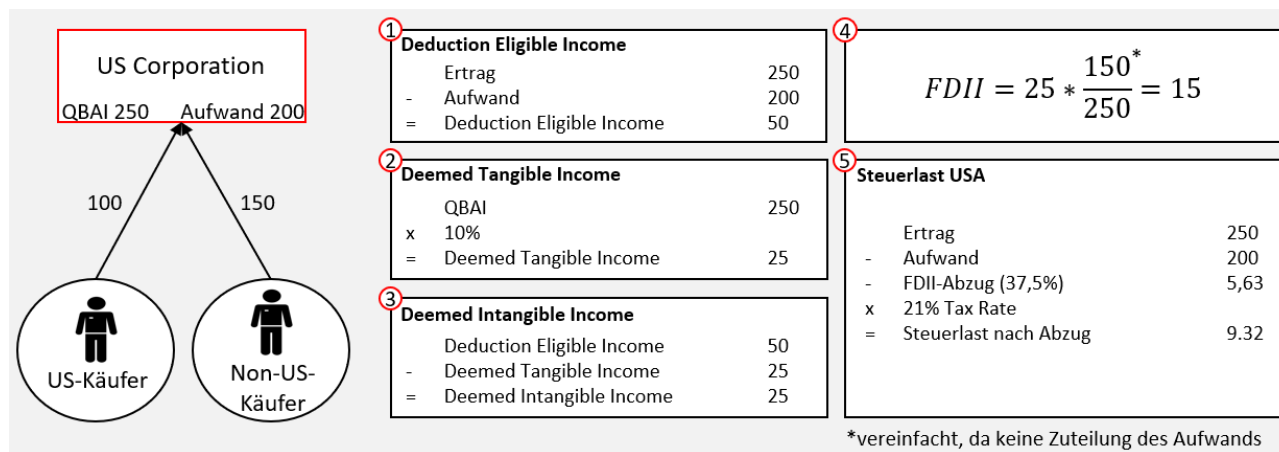 US Corporation
QBAI 250 Aufwand 200
100 150
US-Käufer
Non-US-
Käufer
1
Deduction Eligible Income
Ertrag 250
- Aufwand 200
= Deduction Eligible Income 50
2
Deemed Tangible Income
QBAI 250
x 10%
= Deemed Tangible Income 25
3
Deemed Intangible Income
Deduction Eligible Income 50
- Deemed Tangible Income 25
= Deemed Intangible Income 25
4
FDII = 25 * 150* / 250 = 15
5
Steuerlast USA
Ertrag 250
- Aufwand 200
- FDII-Abzug (37,5%) 5,63
x 21% Tax Rate
= Steuerlast nach Abzug 9.32
*vereinfacht, da keine Zuteilung des Aufwands